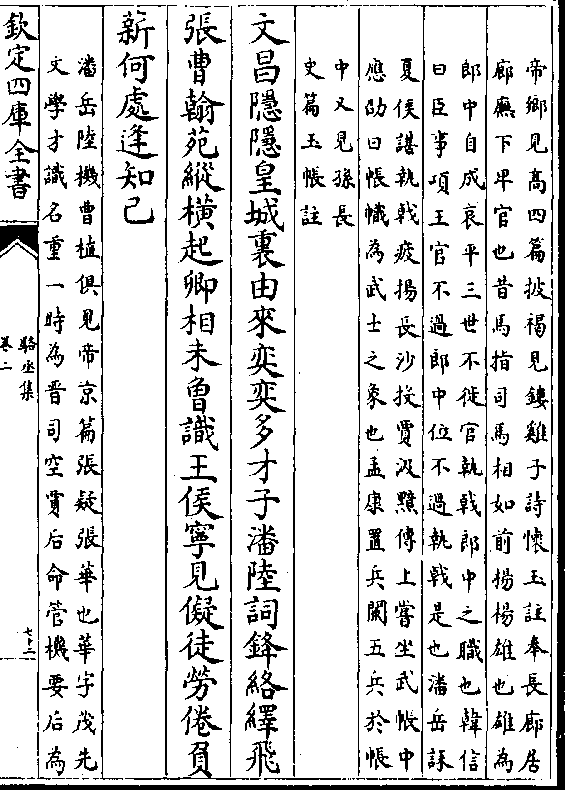 帝鄉見高四篇披褐見鏤雞子詩懷玉註奉長廊居
廊廡下卑官也昔馬指司馬相如前楊楊雄也雄為
郎中自成哀平三世不徙官執戟郎中之職也韓信
曰臣事項王官不過郎中位不過執戟是也潘岳誄
夏侯諶執戟疲揚長沙投賈汲黯傳上嘗坐武帳中
應劭曰帳幟為武士之象也孟康置兵闌五兵於帳
中又見孫長
史篇玉帳註
文昌隱隱皇城裏由來奕奕多才子潘陸詞鋒絡繹飛
張曹翰苑縱橫起卿相未曾識王侯寧見儗徒勞倦負
薪何處逢知己
潘岳陸機曹植俱見帝京篇張疑張華也華字茂先
文學才識名重一時為晉司空賈后命管機要后為
欽定四庫全書
駱丞集
卷二
七十二